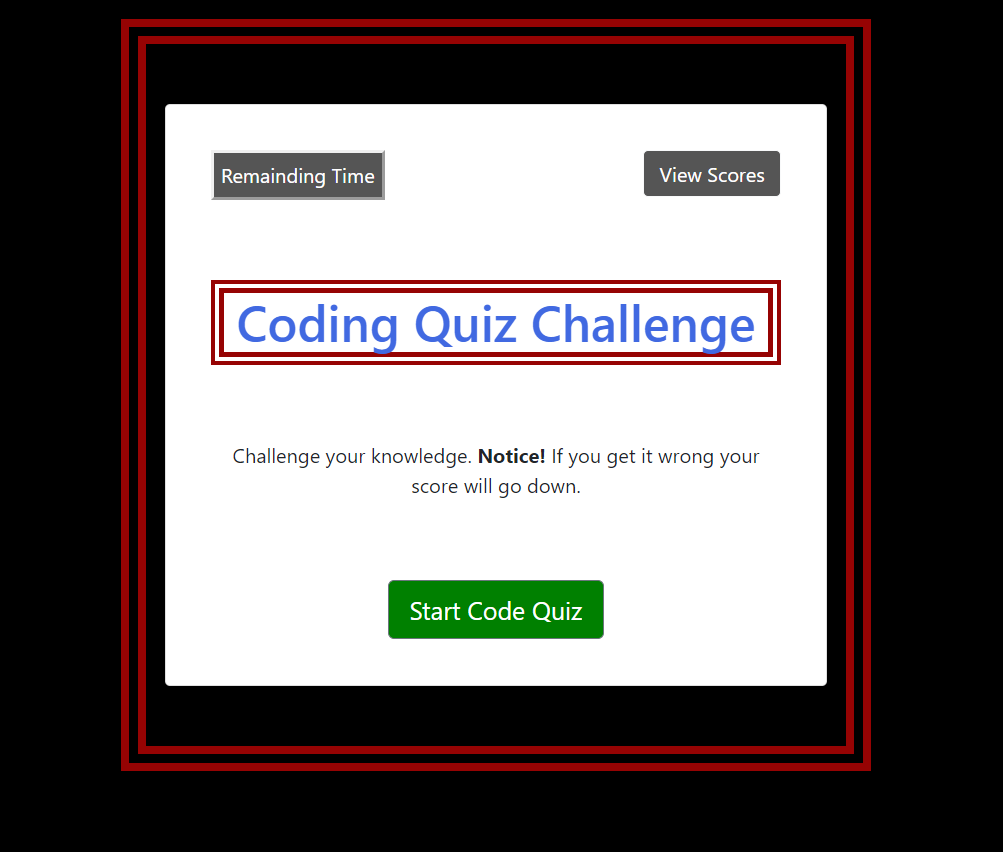 Remainding Time
View Scores
Coding Quiz Challenge
Challenge your knowledge. Notice! If you get it wrong your
score will go down.
Start Code Quiz